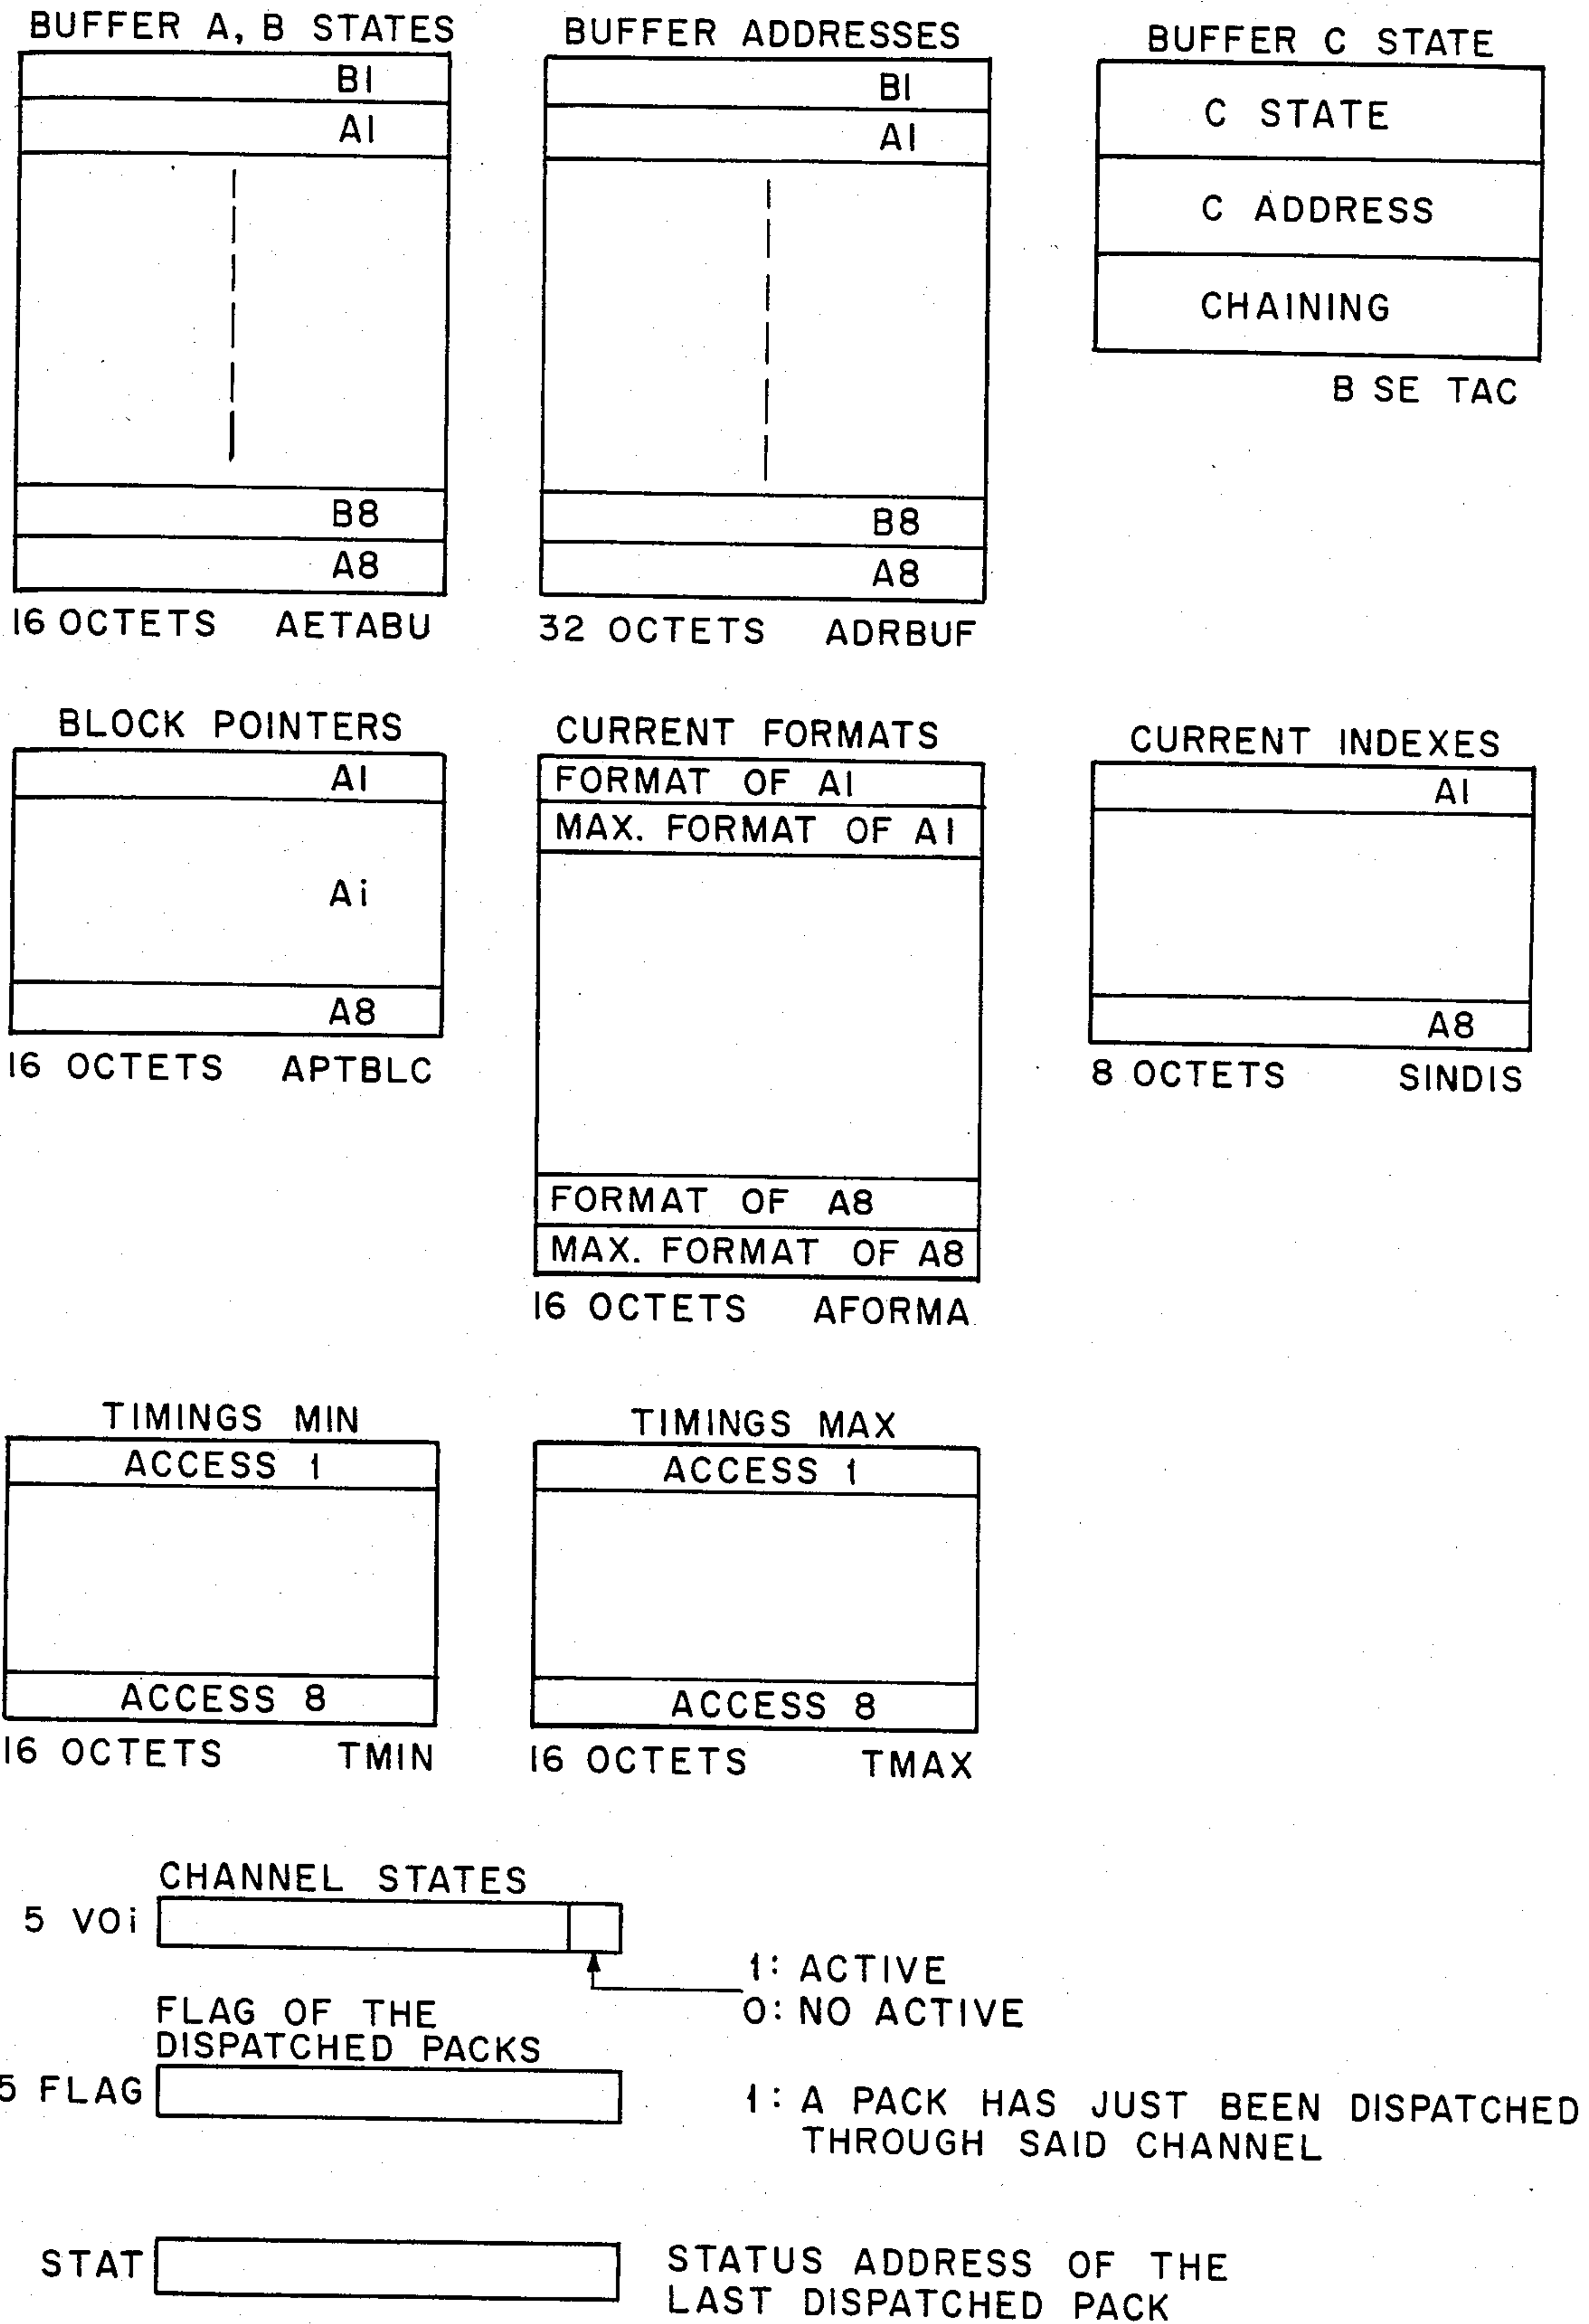 BUFFER A, B STATES
B1
A1
B8
A8
16 OCTETS AETABU
BUFFER ADDRESSES
B1
A1
B8
A8
32 OCTETS ADRBUF
BUFFER C STATE
C STATE
C ADDRESS
CHAINING
B SE TAC
BLOCK POINTERS
A1
Ai
A8
16 OCTETS APTBLC
CURRENT FORMATS
FORMAT OF A1
MAX. FORMAT OF A1
FORMAT OF A8
MAX. FORMAT OF A8
16 OCTETS AFORMA
CURRENT INDEXES
A1
A8
8 OCTETS SINDIS
TIMINGS MIN
ACCESS 1
ACCESS 8
16 OCTETS TMIN
TIMINGS MAX
ACCESS 1
ACCESS 8
16 OCTETS TMAX
CHANNEL STATES
5 VOi
1: ACTIVE
0: NO ACTIVE
FLAG OF THE
DISPATCHED PACKS
5 FLAG
1: A PACK HAS JUST BEEN DISPATCHED
THROUGH SAID CHANNEL
STAT
STATUS ADDRESS OF THE
LAST DISPATCHED PACK